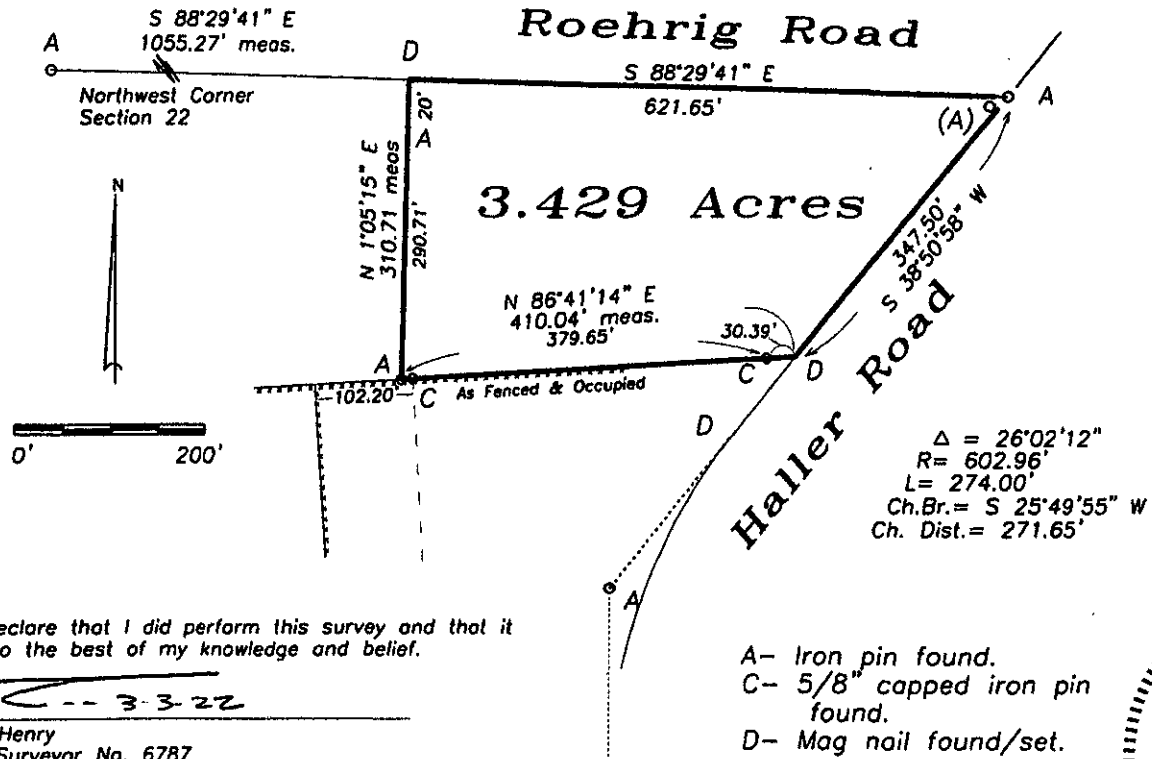 S 88°29'41" E
1055.27' meas.
Roehrig Road
A
D
S 88°29'41" E
621.65'
A
(A)
Northwest Corner
Section 22
20'
A
N 1°05'15" E
310.71 meas
290.71'
N
3.429 Acres
347.50'
S 38°50'58" W
N 86°41'14" E
410.04' meas.
379.65'
30.39'
A
C
D
102.20'
C
As Fenced & Occupied
0'
200'
D
Haller Road
Δ = 26°02'12"
R= 602.96'
L= 274.00'
Ch.Br.= S 25°49'55" W
Ch. Dist.= 271.65'
A
eclare that I did perform this survey and that it
o the best of my knowledge and belief.
-- 3-3-22
Henry
Surveyor No. 6787
A- Iron pin found.
C- 5/8" capped iron pin
found.
D- Mag nail found/set.